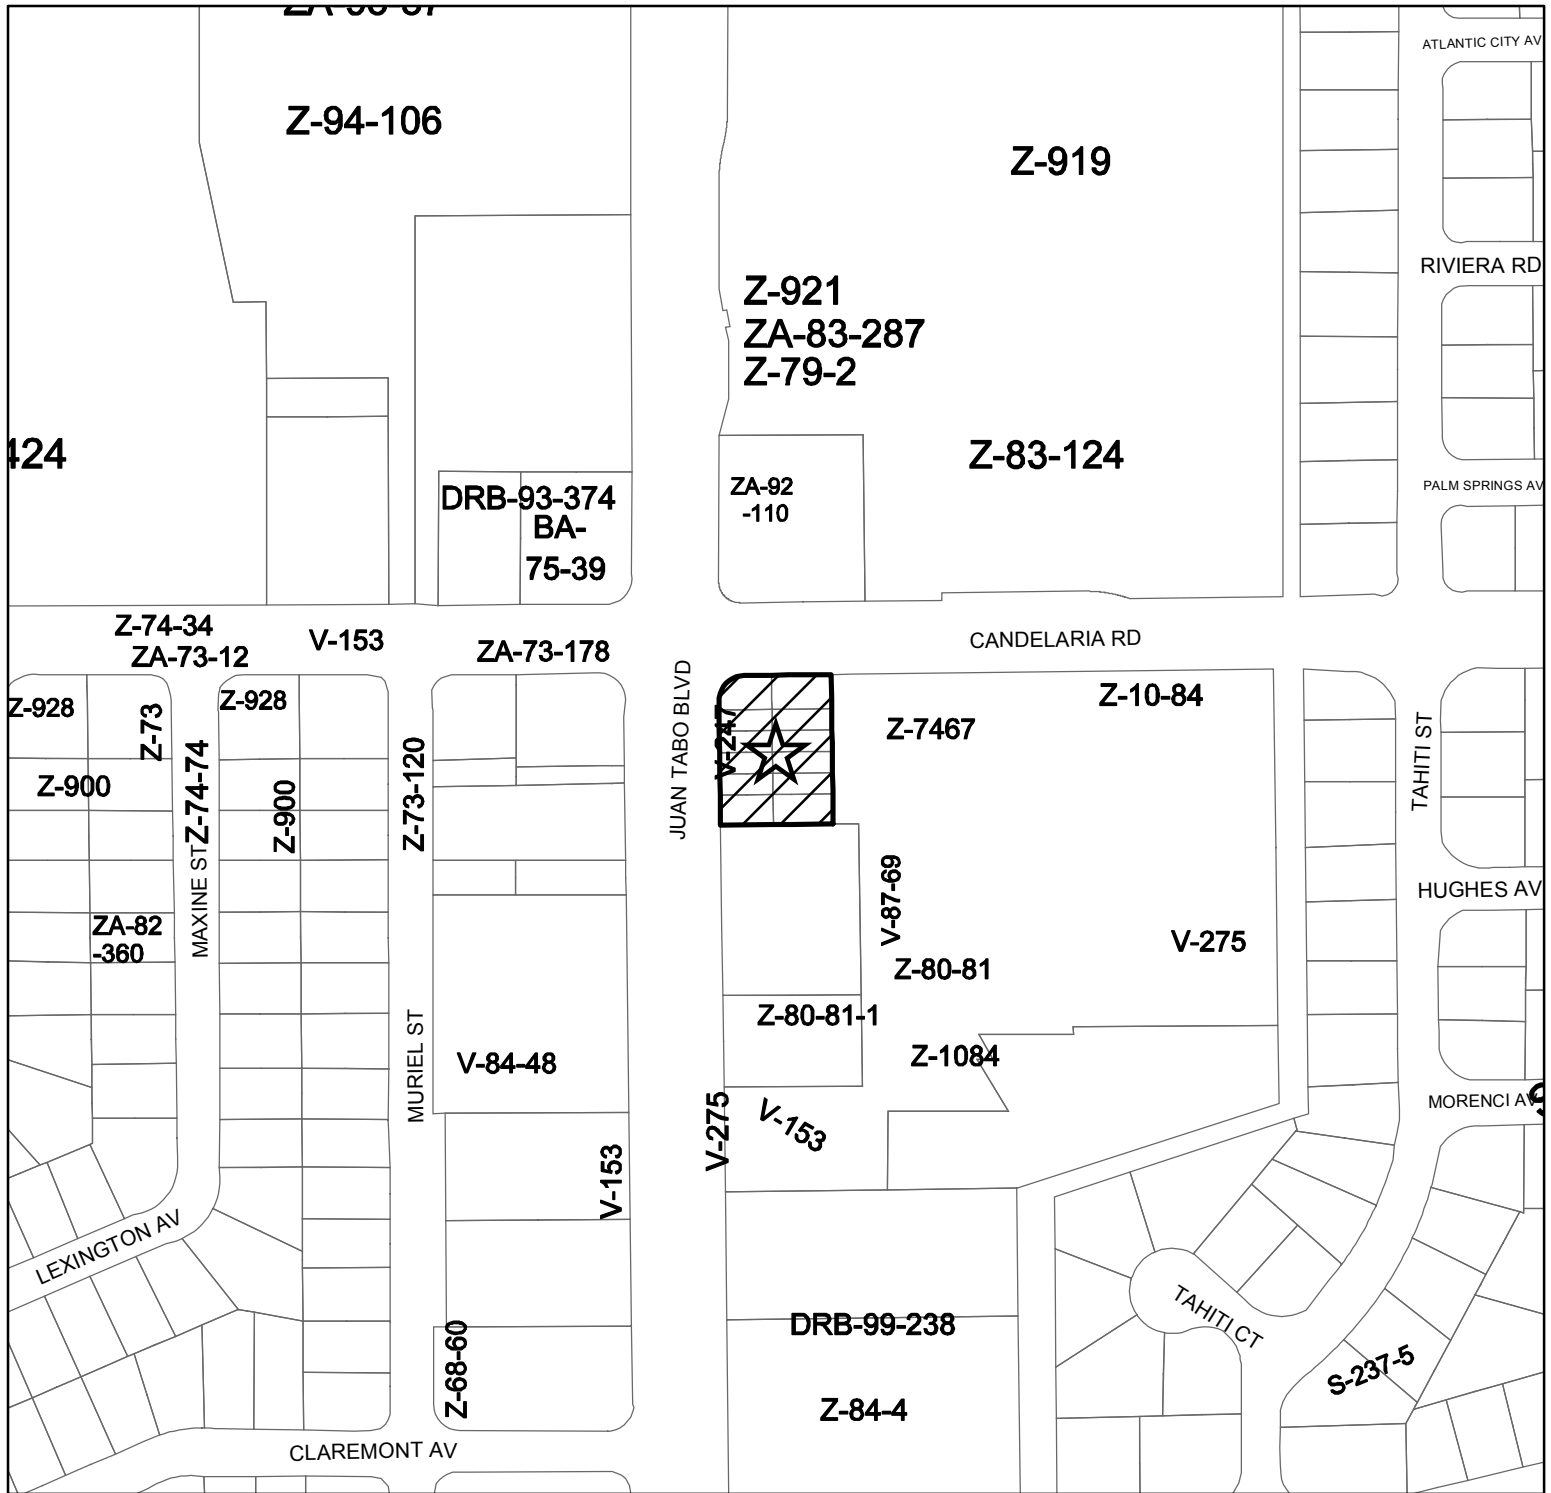 ATLANTIC CITY AV
Z-94-106
Z-919
RIVIERA RD
Z-921
ZA-83-287
Z-79-2
424
Z-83-124
PALM SPRINGS AV
DRB-93-374
BA-
75-39
ZA-92
-110
Z-74-34
ZA-73-12
V-153
ZA-73-178
CANDELARIA RD
Z-928
Z-73
Z-928
JUAN TABO BLVD
V-247
Z-7467
Z-10-84
TAHITI ST
Z-900
Z-74-74
Z-900
Z-73-120
MAXINE ST
ZA-82
-360
V-87-69
HUGHES AV
V-275
Z-80-81
Z-80-81-1
MURIEL ST
V-84-48
Z-1084
MORENCI AV
V-275
V-153
V-153
LEXINGTON AV
TAHITI CT
DRB-99-238
Z-68-60
S-237-5
Z-84-4
CLAREMONT AV